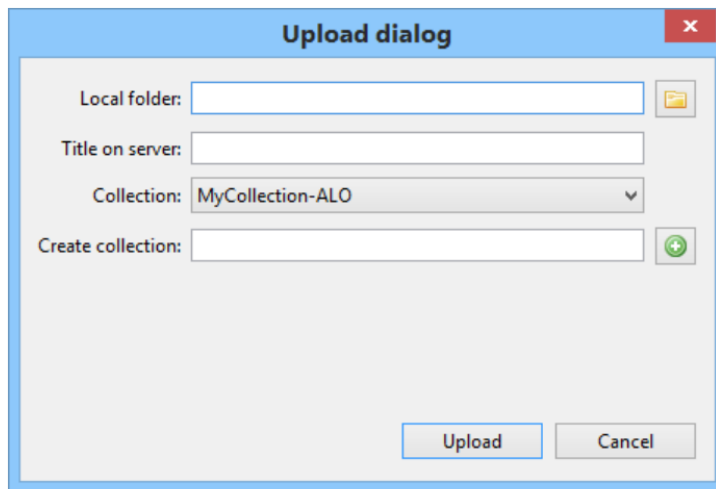 Upload dialog
Local folder:
Title on server:
Collection: MyCollection-ALO
Create collection:
Upload Cancel